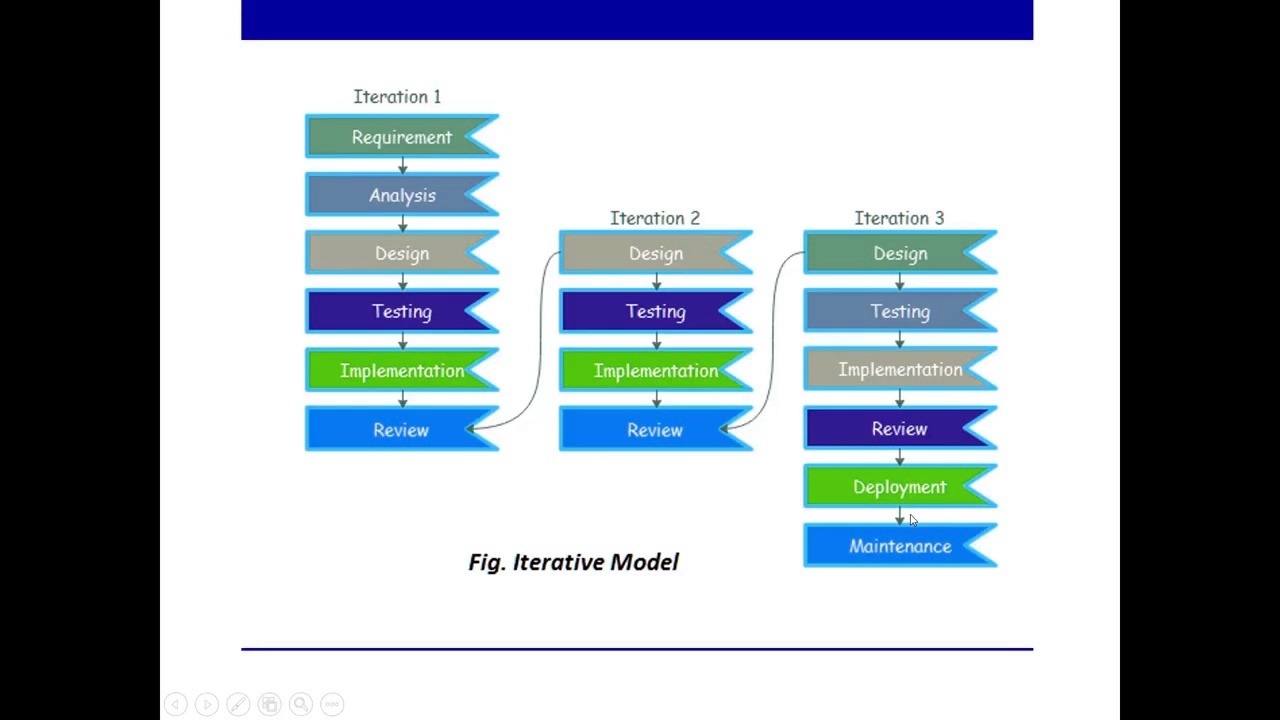 Iteration 1
Requirement
Analysis
Design
Testing
Implementation
Review
Iteration 2
Design
Testing
Implementation
Review
Iteration 3
Design
Testing
Implementation
Review
Deployment
Maintenance
Fig. Iterative Model